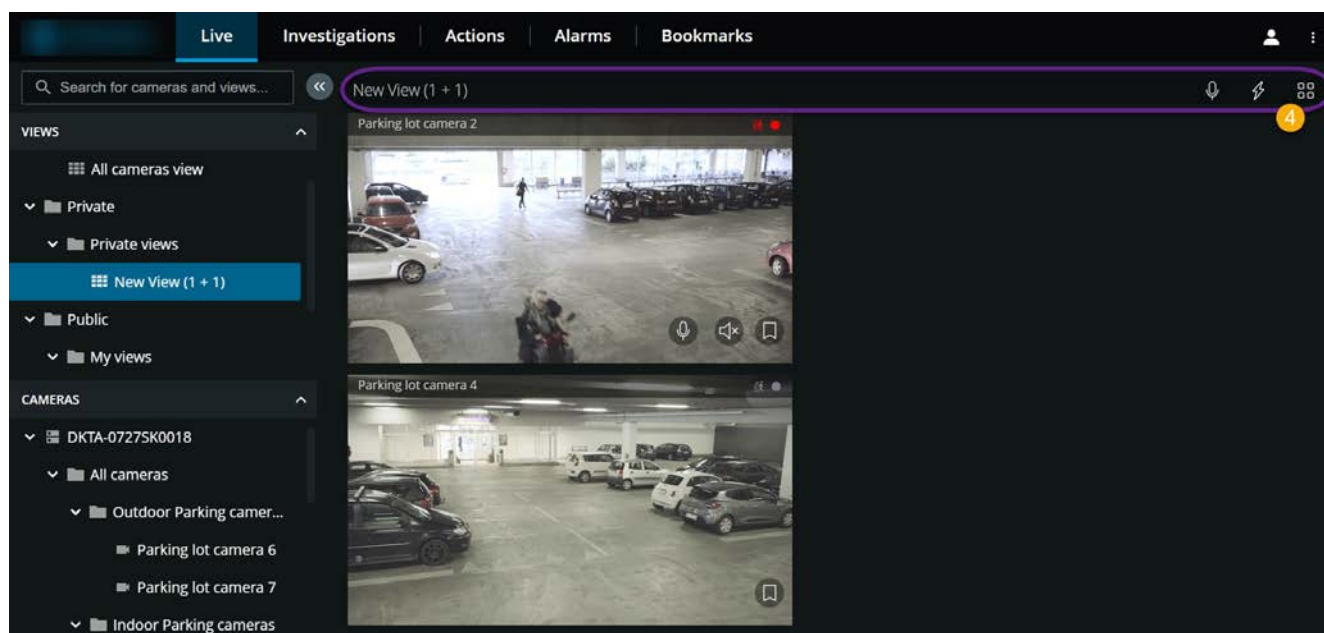 Live Investigations Actions Alarms Bookmarks
Search for cameras and views...
New View (1 + 1)
4
VIEWS
Parking lot camera 2
All cameras view
Private
Private views
New View (1 + 1)
Public
My views
Parking lot camera 4
CAMERAS
DKTA-0727SK0018
All cameras
Outdoor Parking camer...
Parking lot camera 6
Parking lot camera 7
Indoor Parking cameras